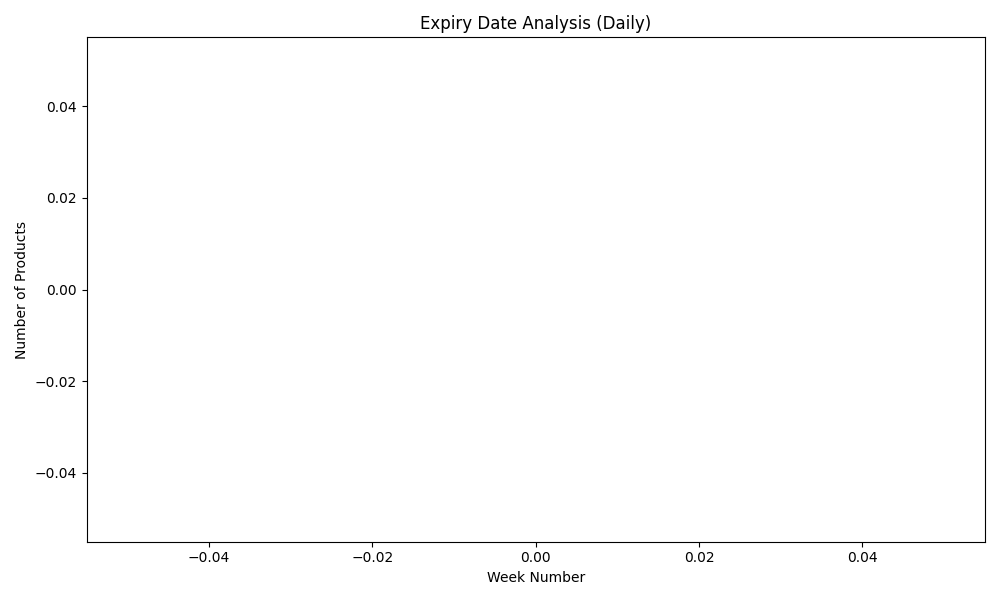 Expiry Date Analysis (Daily)
0.04
0.02
0.00
−0.02
−0.04
Number of Products
−0.04 −0.02 0.00 0.02 0.04
Week Number